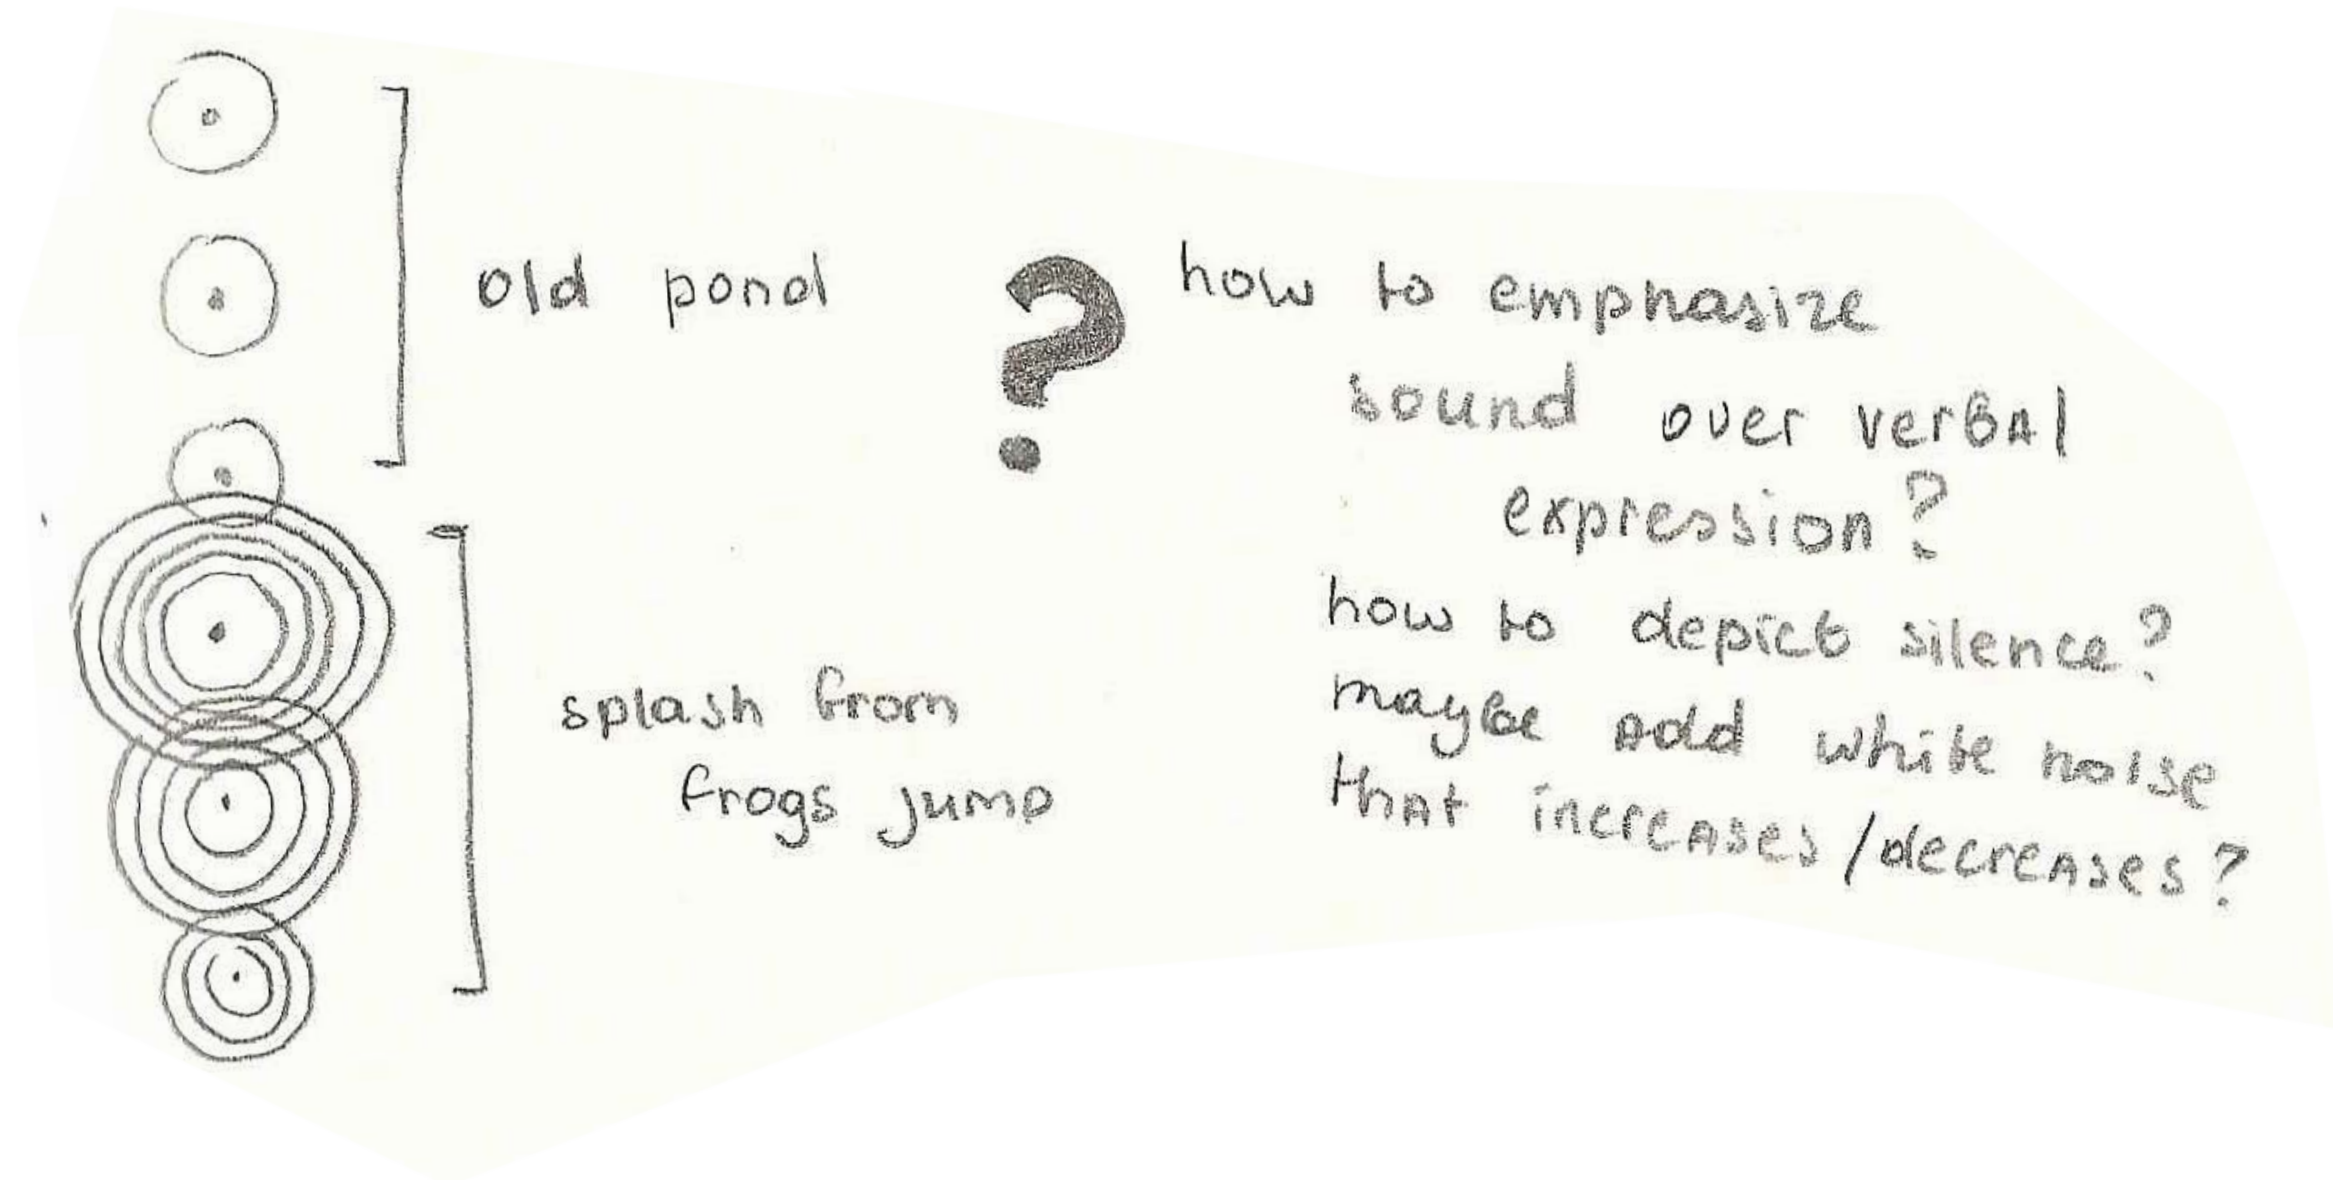 old pond
splash from
frogs jump
?
how to emphasize
sound over verbal
expression?
how to depict silence?
maybe add white noise
that increases/decreases?